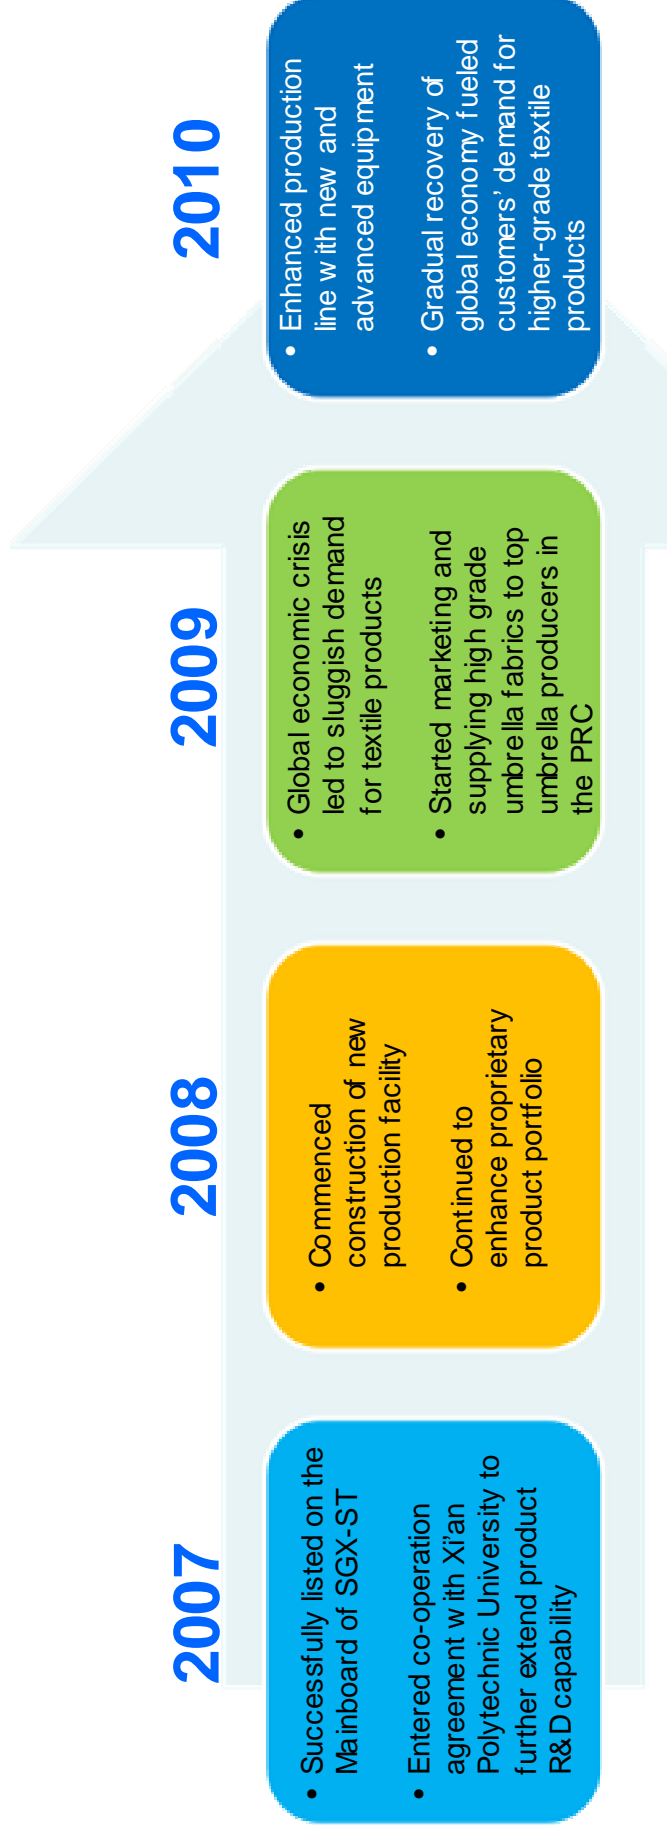 2007
• Successfully listed on the
Mainboard of SGX-ST
• Entered co-operation
agreement with Xi'an
Polytechnic University to
further extend product
R&D capability
2008
• Commenced
construction of new
production facility
• Continued to
enhance proprietary
product portfolio
2009
• Global economic crisis
led to sluggish demand
for textile products
• Started marketing and
supplying high grade
umbrella fabrics to top
umbrella producers in
the PRC
2010
• Enhanced production
line with new and
advanced equipment
• Gradual recovery of
global economy fueled
customers' demand for
higher-grade textile
products